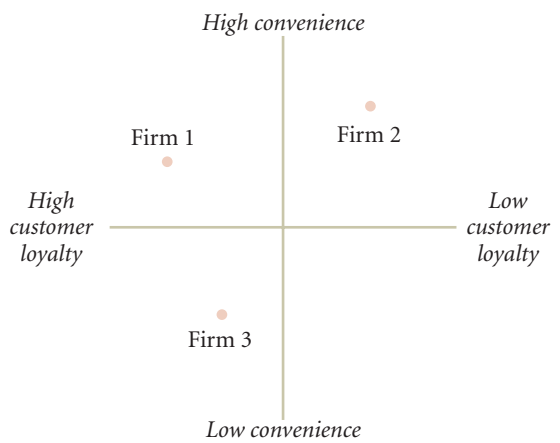 High convenience
Firm 1
Firm 2
High
customer
loyalty
Low
customer
loyalty
Firm 3
Low convenience